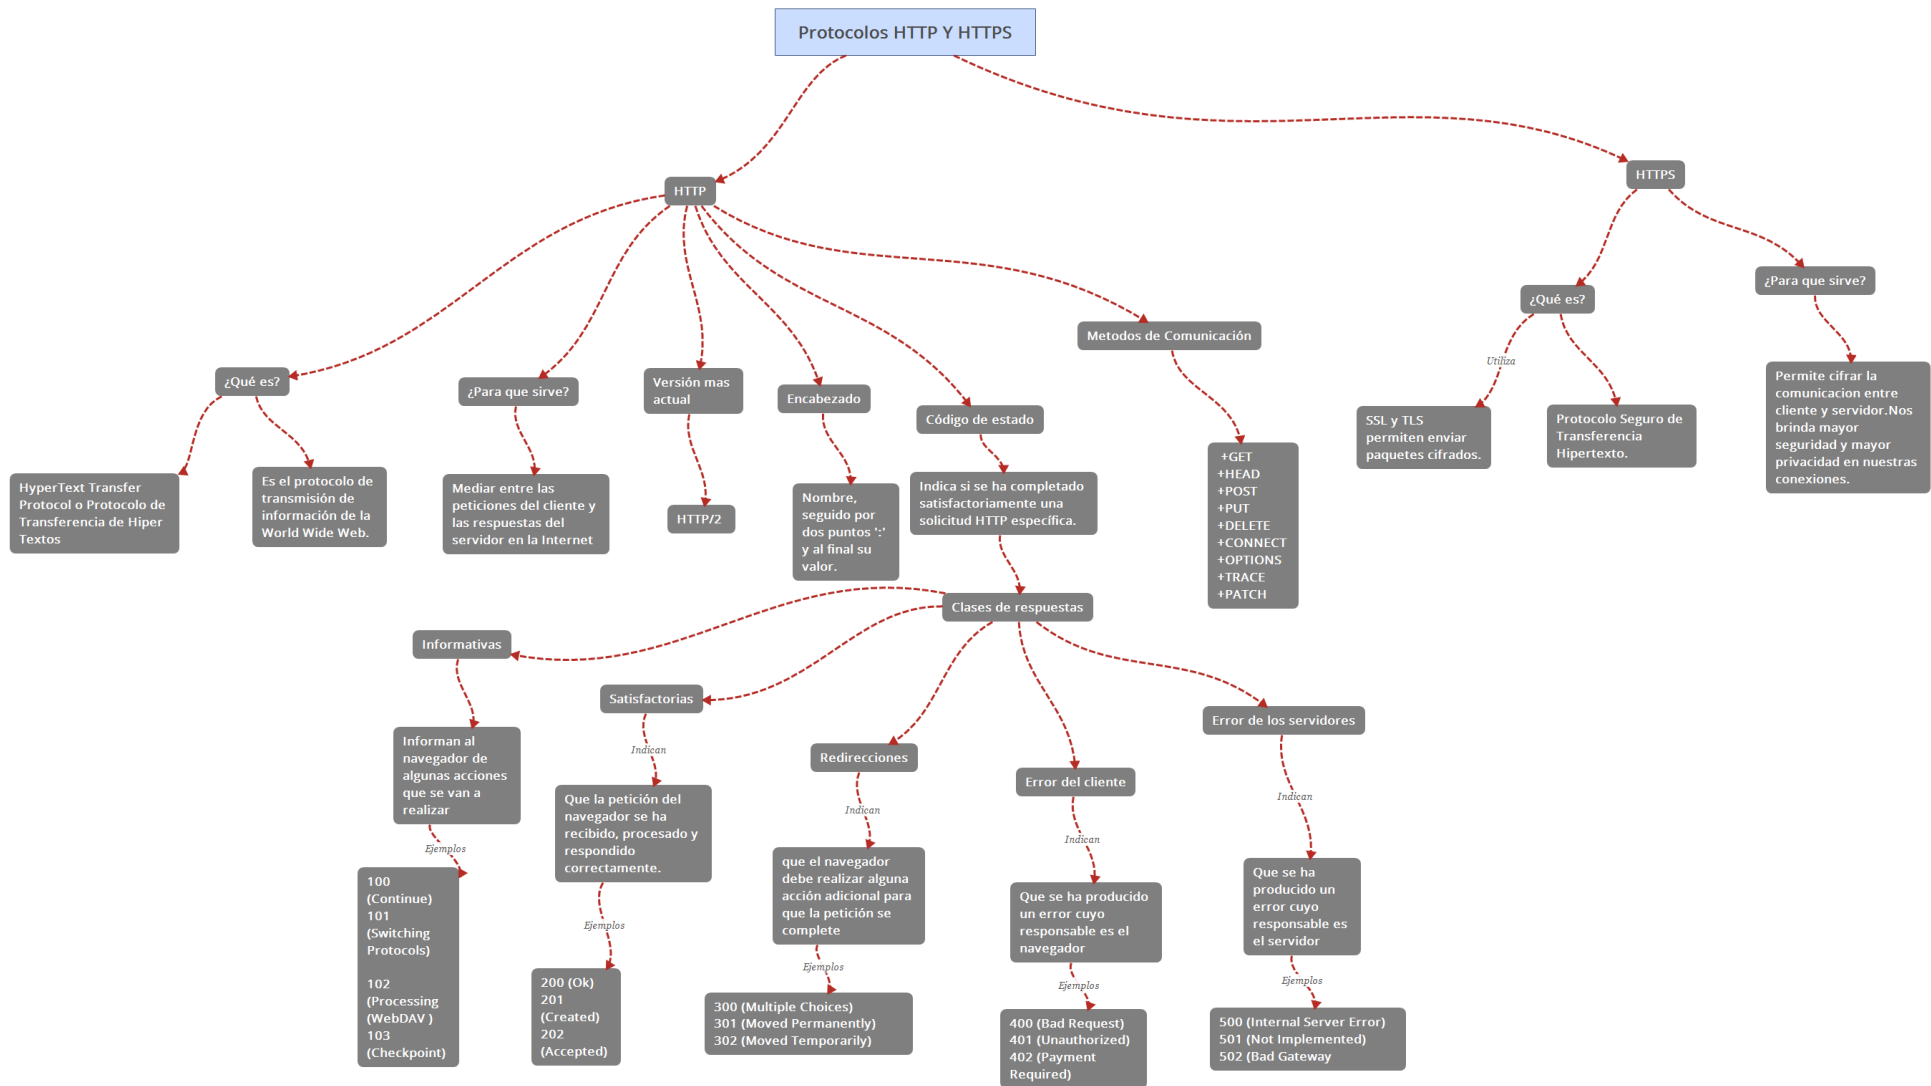 Protocolos HTTP Y HTTPS
HTTP
HTTPS
¿Qué es?
HyperText Transfer
Protocol o Protocolo de
Transferencia de Hiper
Textos
Es el protocolo de
transmisión de
información de la
World Wide Web.
¿Para que sirve?
Mediar entre las
peticiones del cliente y
las respuestas del
servidor en la Internet
Versión mas
actual
HTTP/2
Encabezado
Nombre,
seguido por
dos puntos ':'
y al final su
valor.
Código de estado
Indica si se ha completado
satisfactoriamente una
solicitud HTTP específica.
Metodos de Comunicación
+GET
+HEAD
+POST
+PUT
+DELETE
+CONNECT
+OPTIONS
+TRACE
+PATCH
¿Qué es?
Utiliza
SSL y TLS
permiten enviar
paquetes cifrados.
Protocolo Seguro de
Transferencia
Hipertexto.
¿Para que sirve?
Permite cifrar la
comunicacion entre
cliente y servidor.Nos
brinda mayor
seguridad y mayor
privacidad en nuestras
conexiones.
Clases de respuestas
Informativas
Informan al
navegador de
algunas acciones
que se van a
realizar
Ejemplos
100
(Continue)
101
(Switching
Protocols)
102
(Processing
(WebDAV )
103
(Checkpoint)
Satisfactorias
Indican
Que la petición del
navegador se ha
recibido, procesado y
respondido
correctamente.
Ejemplos
200 (Ok)
201
(Created)
202
(Accepted)
Redirecciones
Indican
que el navegador
debe realizar alguna
acción adicional para
que la petición se
complete
Ejemplos
300 (Multiple Choices)
301 (Moved Permanently)
302 (Moved Temporarily)
Error del cliente
Indican
Que se ha producido
un error cuyo
responsable es el
navegador
Ejemplos
400 (Bad Request)
401 (Unauthorized)
402 (Payment
Required)
Error de los servidores
Indican
Que se ha
producido un
error cuyo
responsable es
el servidor
Ejemplos
500 (Internal Server Error)
501 (Not Implemented)
502 (Bad Gateway